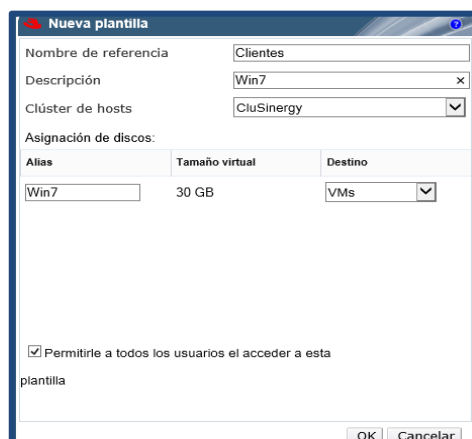 Nueva plantilla
Nombre de referencia Clientes
Descripción Win7
Clúster de hosts CluSinergy
Asignación de discos:
Alias Tamaño virtual Destino
Win7 30 GB VMs
Permitirle a todos los usuarios el acceder a esta
plantilla
OK Cancelar